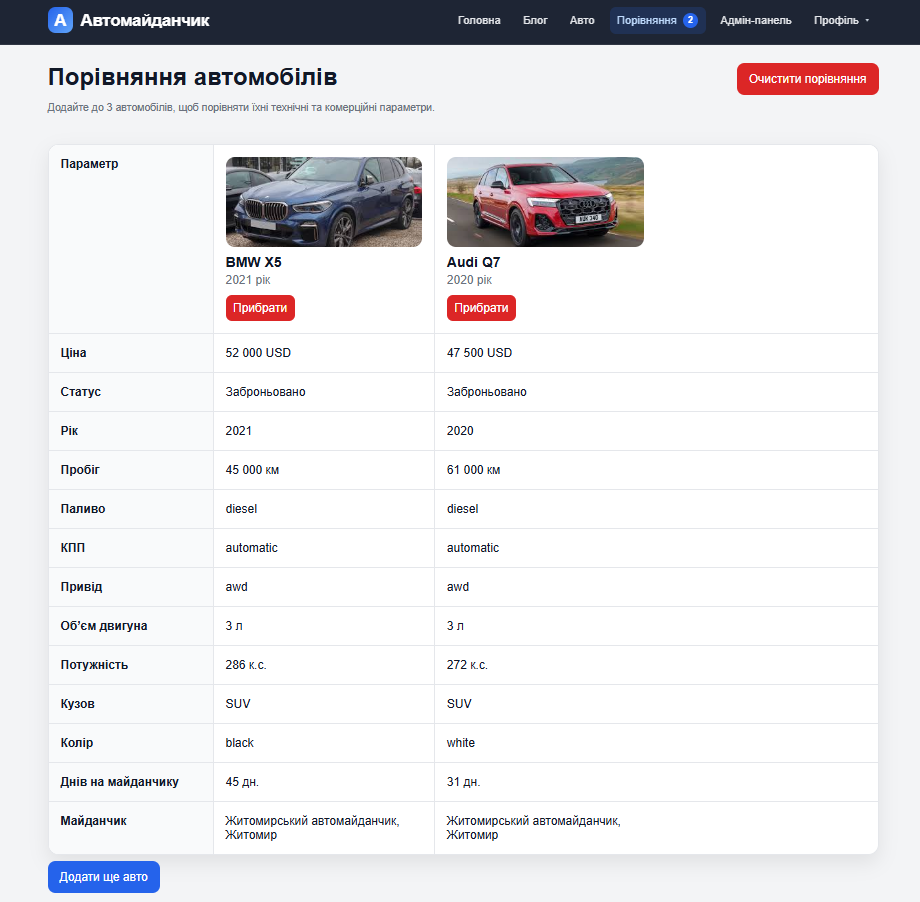 А Автомайданчик
Головна Блог Авто Порівняння 2 Адмін-панель Профіль
Порівняння автомобілів
Очистити порівняння
Додайте до 3 автомобілів, щоб порівняти їхні технічні та комерційні параметри.
Параметр
BMW X5
2021 рік
Прибрати
NUK 340
Audi Q7
2020 рік
Прибрати
Ціна 52 000 USD 47 500 USD
Статус Заброньовано Заброньовано
Рік 2021 2020
Пробіг 45 000 км 61 000 км
Паливо diesel diesel
КПП automatic automatic
Привід awd awd
Об'єм двигуна 3 л 3 л
Потужність 286 к.с. 272 к.с.
Кузов SUV SUV
Колір black white
Днів на майданчику 45 дн. 31 дн.
Майданчик Житомирський автомайданчик, Житомирський автомайданчик,
Житомир Житомир
Додати ще авто